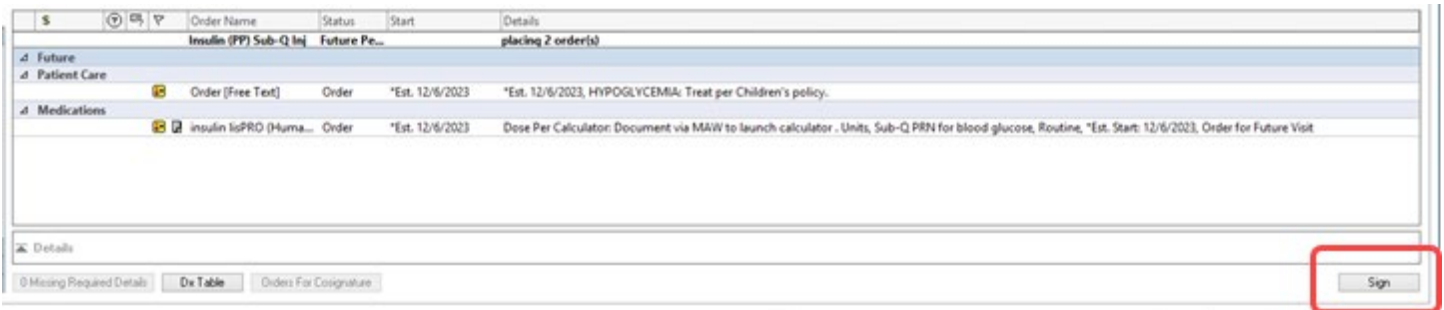 $ Order Name Status Start Details
Insulin (PP) Sub-Q Inj Future Pe... placing 2 order(s)
Future
Patient Care
Order [Free Text] Order *Est. 12/6/2023 *Est. 12/6/2023, HYPOGLYCEMIA: Treat per Children's policy.
Medications
insulin lisPRO (Huma... Order *Est. 12/6/2023 Dose Per Calculator: Document via MAW to launch calculator . Units, Sub-Q PRN for blood glucose, Routine, *Est. Start: 12/6/2023, Order for Future Visit
Details
0 Missing Required Details Dx Table Orders For Cosignature Sign